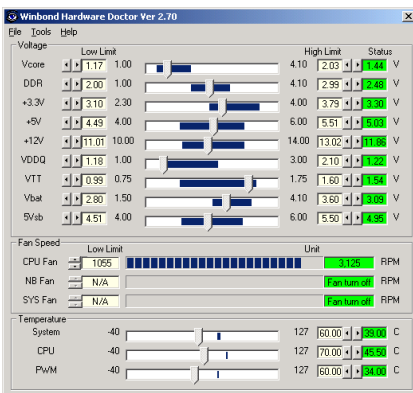 Winbond Hardware Doctor Ver 2.70
File Tools Help
Voltage
Low Limit High Limit Status
Vcore 1.17 1.00 4.10 2.03 1.44 V
DDR 2.00 1.00 4.10 2.99 2.48 V
+3.3V 3.10 2.30 4.00 3.79 3.30 V
+5V 4.49 4.00 6.00 5.51 5.03 V
+12V 11.01 10.00 14.00 13.02 11.86 V
VDDQ 1.18 1.00 3.00 2.10 1.22 V
VTT 0.99 0.75 1.75 1.60 1.54 V
Vbat 2.80 1.50 4.10 3.60 3.09 V
5Vsb 4.51 4.00 6.00 5.50 4.95 V
Fan Speed
Low Limit Unit
CPU Fan 1055 3,125 RPM
NB Fan N/A Fan turn off RPM
SYS Fan N/A Fan turn off RPM
Temperature
System -40 127 60.00 39.00 C
CPU -40 127 70.00 45.50 C
PWM -40 127 60.00 34.00 C